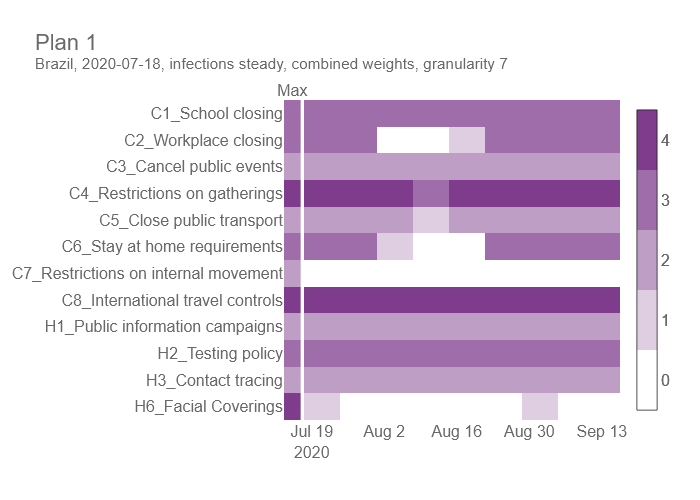 Plan 1
Brazil, 2020-07-18, infections steady, combined weights, granularity 7
Max
C1_School closing
C2_Workplace closing
C3_Cancel public events
C4_Restrictions on gatherings
C5_Close public transport
C6_Stay at home requirements
C7_Restrictions on internal movement
C8_International travel controls
H1_Public information campaigns
H2_Testing policy
H3_Contact tracing
H6_Facial Coverings
4
3
2
1
0
Jul 19 Aug 2 Aug 16 Aug 30 Sep 13
2020